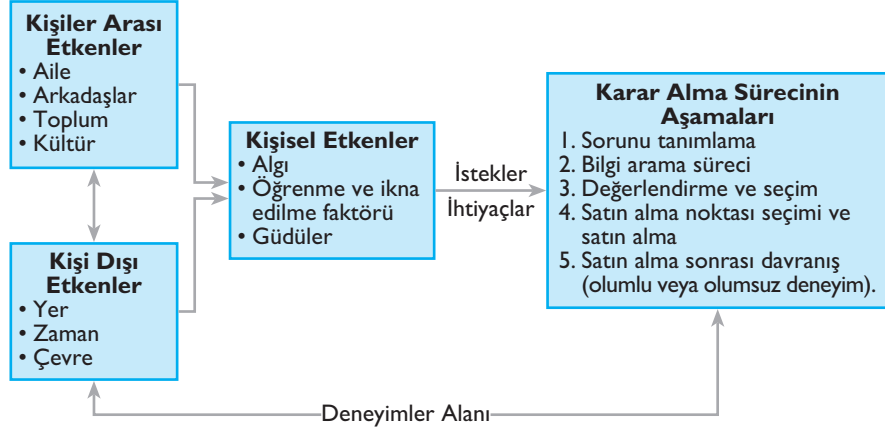 Kişiler Arası
Etkenler
• Aile
• Arkadaşlar
• Toplum
• Kültür
Kişi Dışı
Etkenler
• Yer
• Zaman
• Çevre
Kişisel Etkenler
• Algı
• Öğrenme ve ikna
edilme faktörü
• Güdüler
İstekler
İhtiyaçlar
Karar Alma Sürecinin
Aşamaları
1. Sorunu tanımlama
2. Bilgi arama süreci
3. Değerlendirme ve seçim
4. Satın alma noktası seçimi ve
satın alma
5. Satın alma sonrası davranış
(olumlu veya olumsuz deneyim).
Deneyimler Alanı